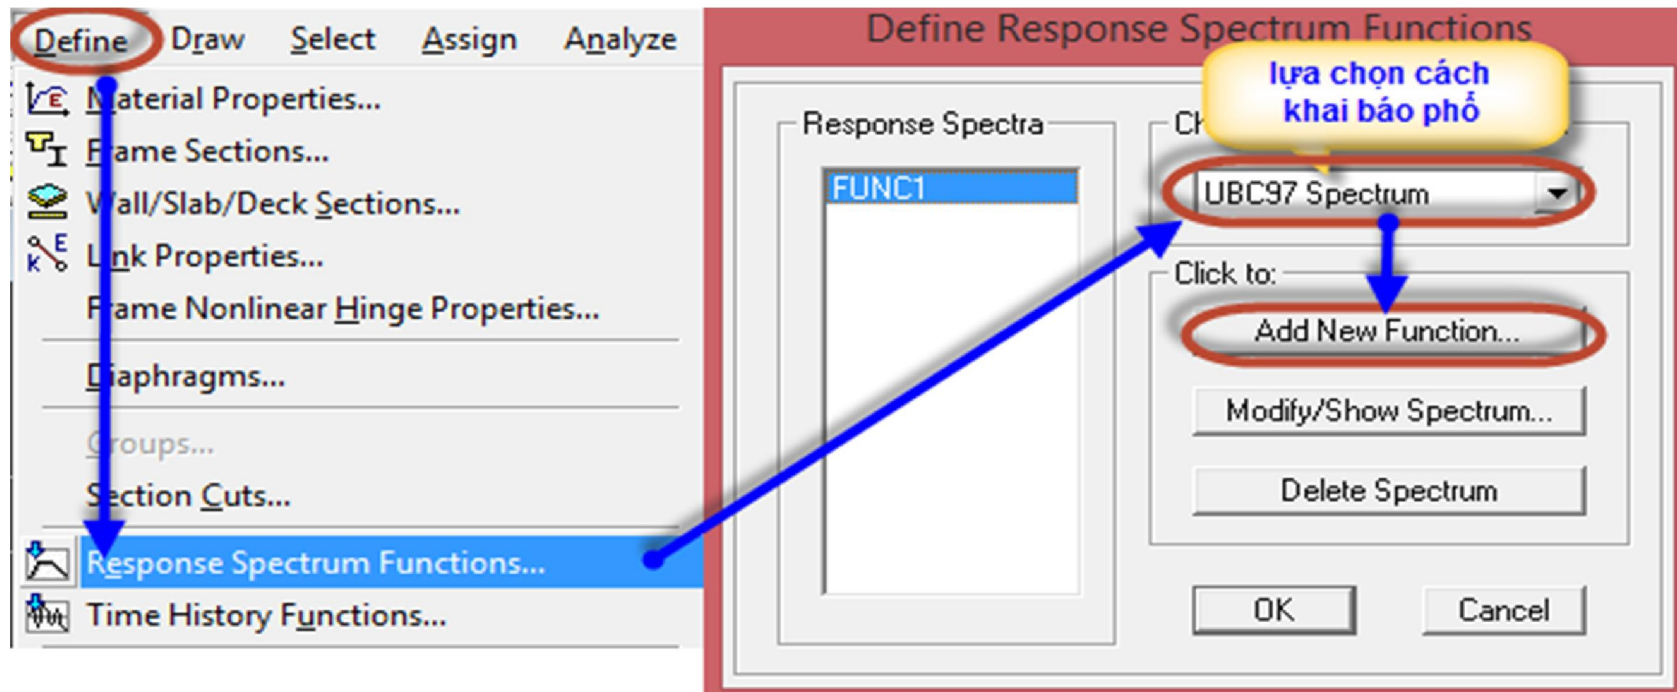 Define Draw Select Assign Analyze
Material Properties...
Frame Sections...
Wall/Slab/Deck Sections...
Link Properties...
Frame Nonlinear Hinge Properties...
Diaphragms...
Groups...
Section Cuts...
Response Spectrum Functions...
Time History Functions...
Define Response Spectrum Functions
lựa chọn cách
khai báo phổ
Response Spectra
FUNC1
UBC97 Spectrum
Click to:
Add New Function...
Modify/Show Spectrum...
Delete Spectrum
OK
Cancel